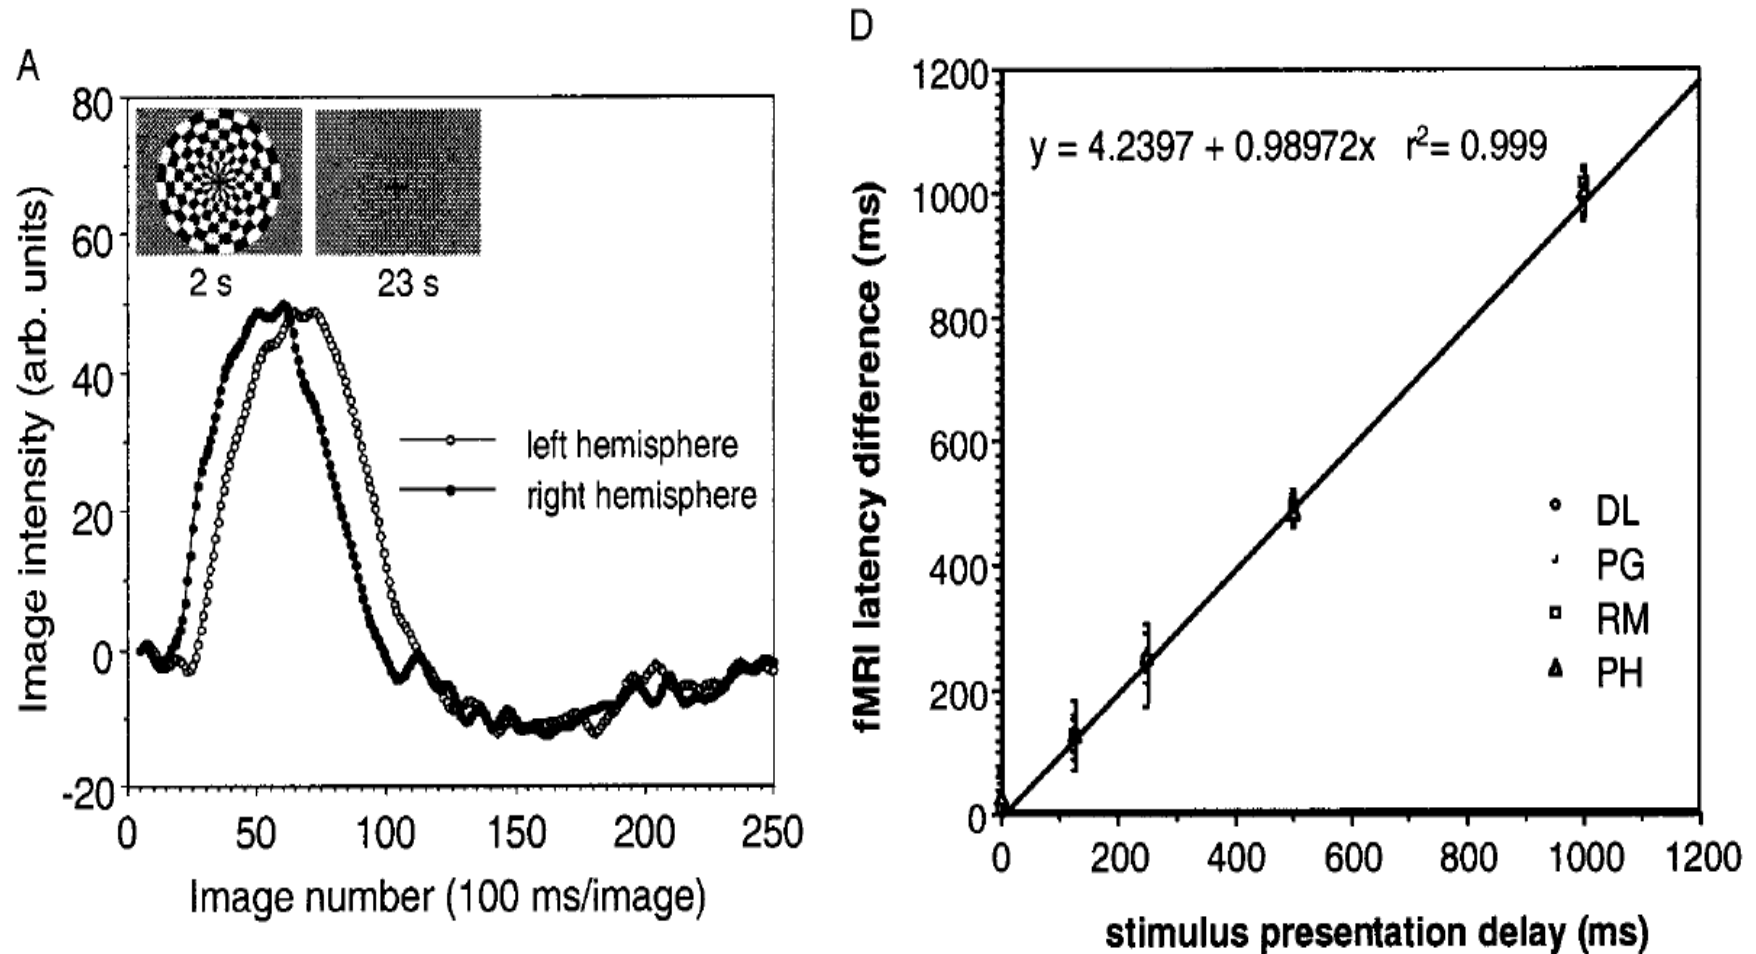 A
Image intensity (arb. units)
80
60
40
20
0
-20
2 s
23 s
left hemisphere
right hemisphere
0 50 100 150 200 250
Image number (100 ms/image)
D
fMRI latency difference (ms)
1200
1000
800
600
400
200
0
y = 4.2397 + 0.98972x r²= 0.999
DL
PG
RM
PH
0 200 400 600 800 1000 1200
stimulus presentation delay (ms)